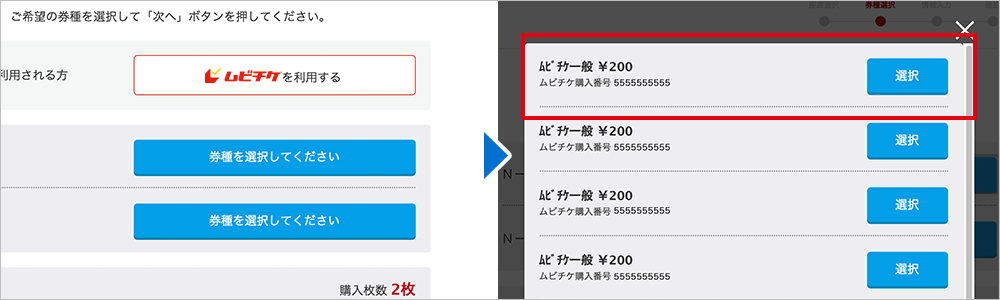 ご希望の券種を選択して「次へ」ボタンを押してください。
利用される方
ムビチケを利用する
券種を選択してください
券種を選択してください
購入枚数 2枚
座席選択
券種選択
情報入力
ﾑﾋﾞﾁｹ一般 ¥200
ムビチケ購入番号 5555555555
選択
ﾑﾋﾞﾁｹ一般 ¥200
ムビチケ購入番号 5555555555
選択
ﾑﾋﾞﾁｹ一般 ¥200
ムビチケ購入番号 5555555555
選択
ﾑﾋﾞﾁｹ一般 ¥200
ムビチケ購入番号 5555555555
選択